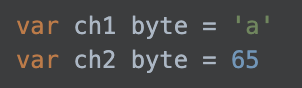 var ch1 byte = 'a'
var ch2 byte = 65